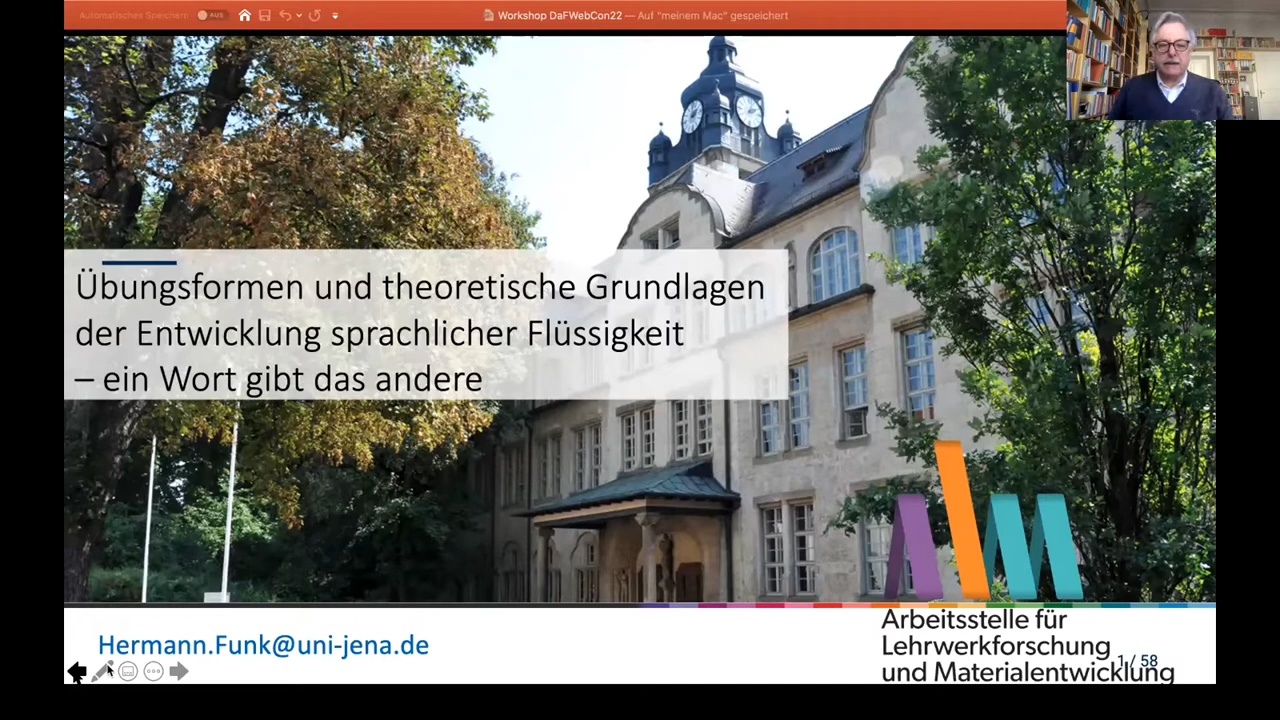 Automatisches Speichern AUS
Workshop DaFWebCon22 — Auf "meinem Mac" gespeichert
Übungsformen und theoretische Grundlagen
der Entwicklung sprachlicher Flüssigkeit
– ein Wort gibt das andere
Hermann.Funk@uni-jena.de
Arbeitsstelle für
Lehrwerkforschung
und Materialentwicklung
1 / 58